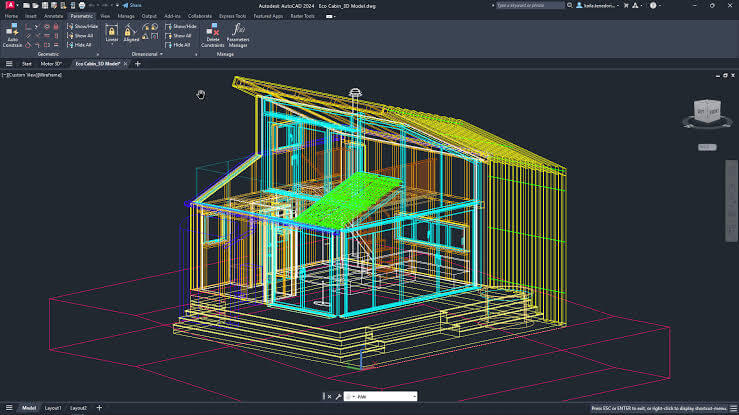 Share
Autodesk AutoCAD 2024 Eco Cabin_3D Model.dwg
Type a keyword or phrase
Home Insert Annotate Parametric View Manage Output Add-ins Collaborate Express Tools Featured Apps Raster Tools
Auto Constrain
Show/Hide
Show All
Hide All
Linear Aligned
Show/Hide
Show All
Hide All
Delete Constraints
Parameters Manager
Geometric Dimensional Manage
Start Motor 3D* Eco Cabin_3D Model*
[-][Custom View][Wireframe]
PAN
Model Layout1 Layout2
Press ESC or ENTER to exit, or right-click to display shortcut-menu.